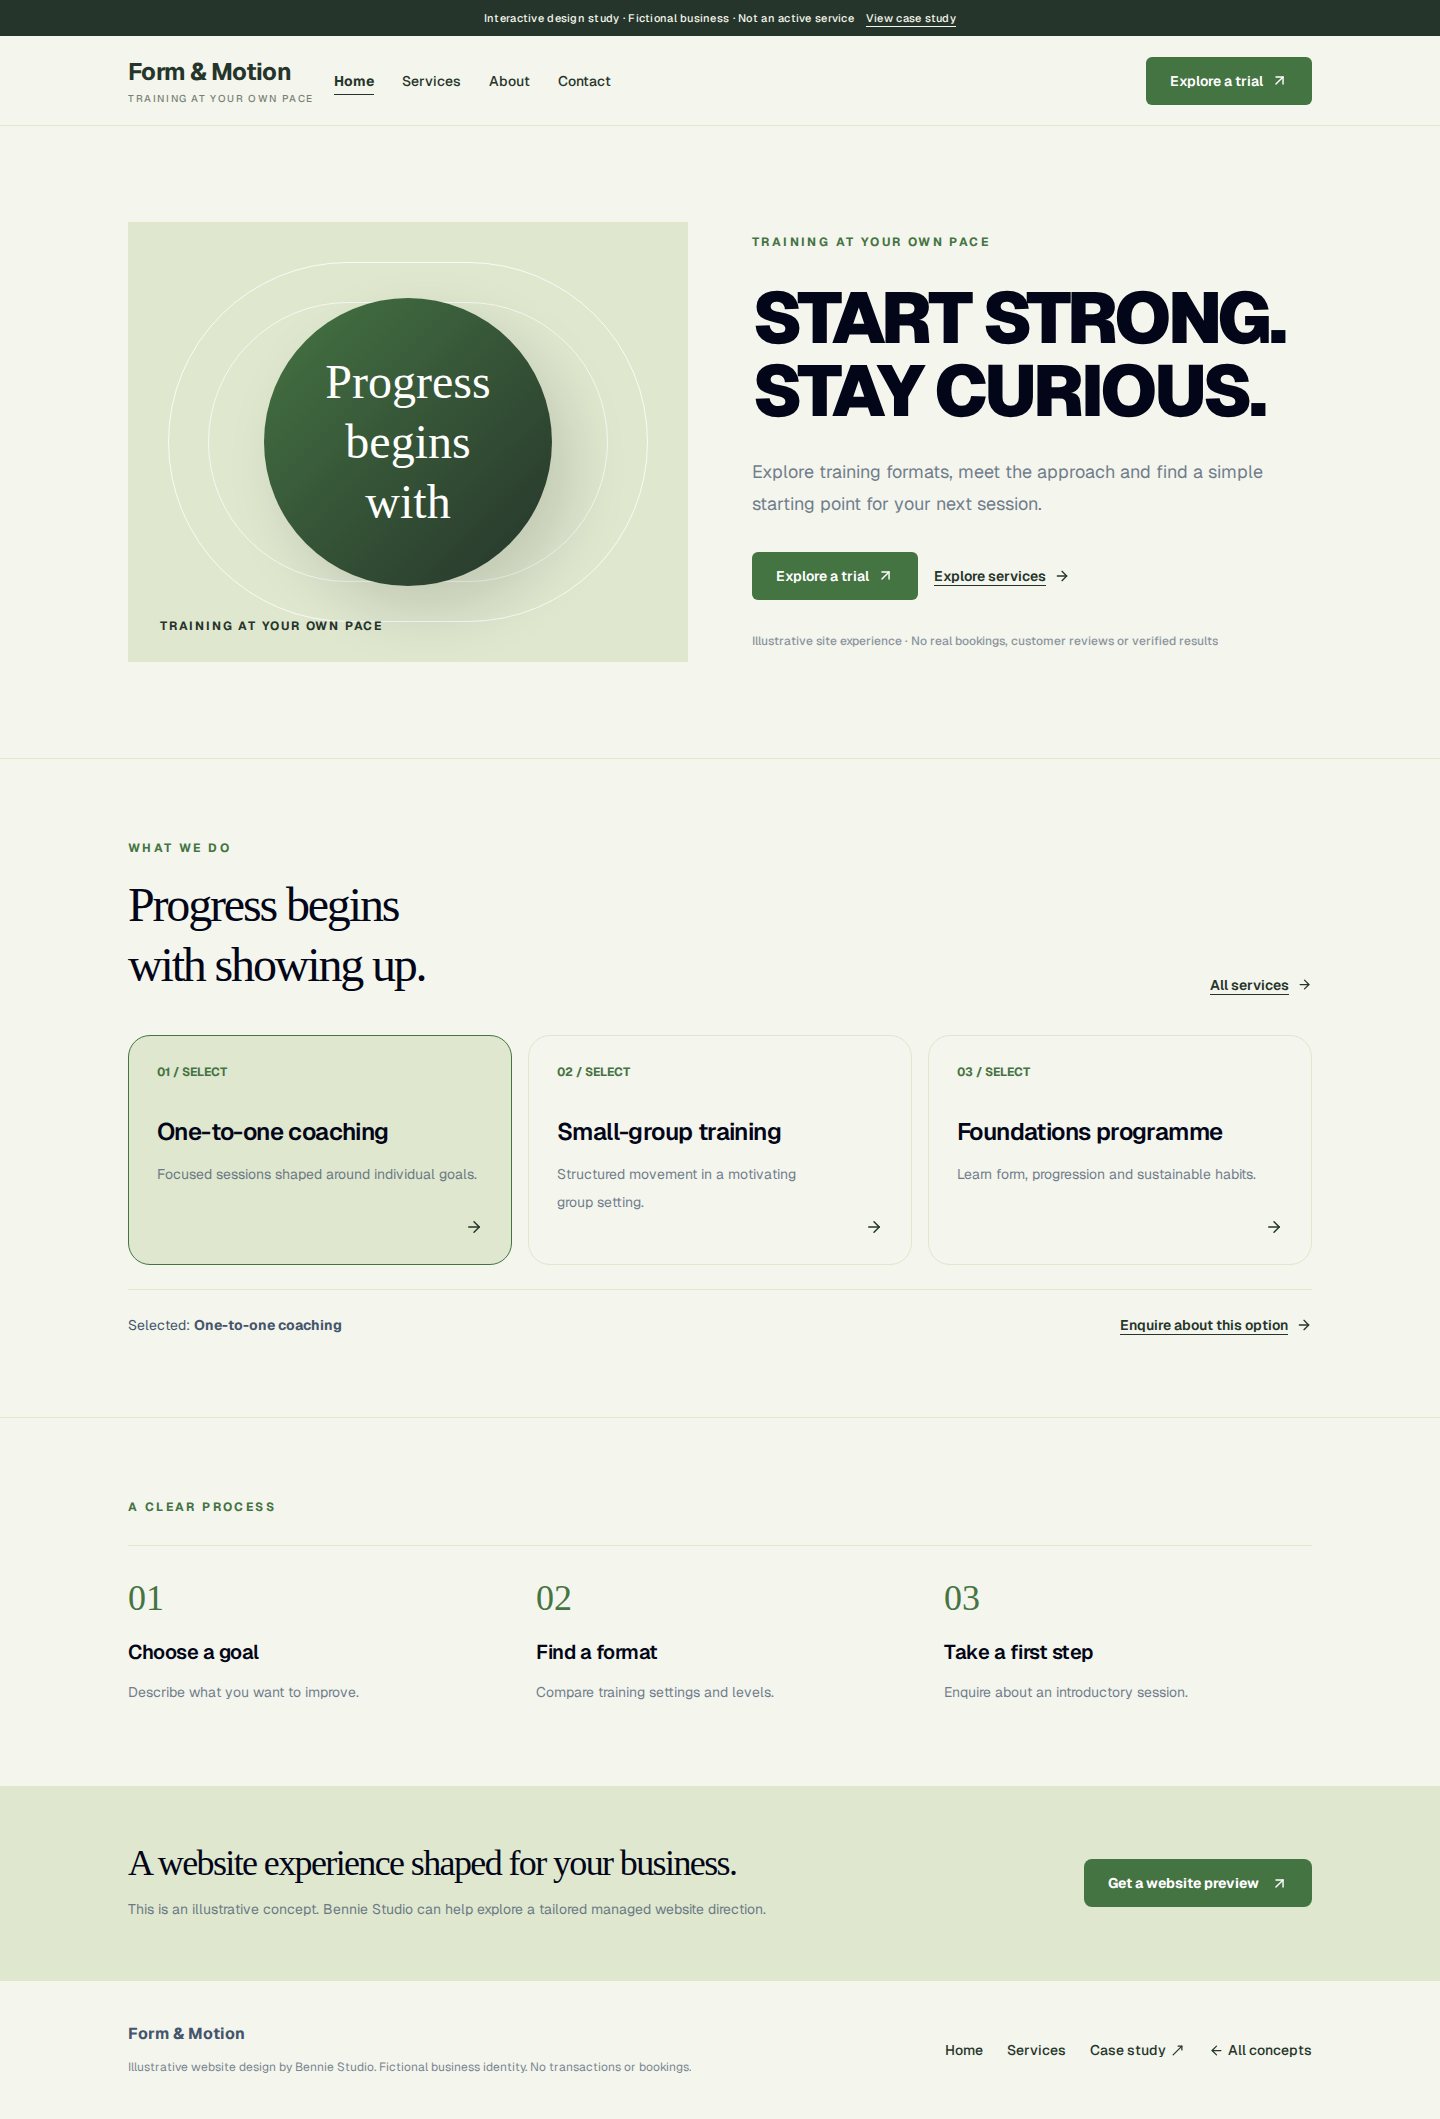 Interactive design study · Fictional business · Not an active service View case study
Form & Motion
TRAINING AT YOUR OWN PACE
Home Services About Contact
Explore a trial
Progress
begins
with
TRAINING AT YOUR OWN PACE
TRAINING AT YOUR OWN PACE
START STRONG.
STAY CURIOUS.
Explore training formats, meet the approach and find a simple
starting point for your next session.
Explore a trial Explore services
Illustrative site experience · No real bookings, customer reviews or verified results
WHAT WE DO
Progress begins
with showing up.
All services
01 / SELECT
One-to-one coaching
Focused sessions shaped around individual goals.
02 / SELECT
Small-group training
Structured movement in a motivating
group setting.
03 / SELECT
Foundations programme
Learn form, progression and sustainable habits.
Selected: One-to-one coaching
Enquire about this option
A CLEAR PROCESS
01
Choose a goal
Describe what you want to improve.
02
Find a format
Compare training settings and levels.
03
Take a first step
Enquire about an introductory session.
A website experience shaped for your business.
This is an illustrative concept. Bennie Studio can help explore a tailored managed website direction.
Get a website preview
Form & Motion
Illustrative website design by Bennie Studio. Fictional business identity. No transactions or bookings.
Home Services Case study ↗ ← All concepts